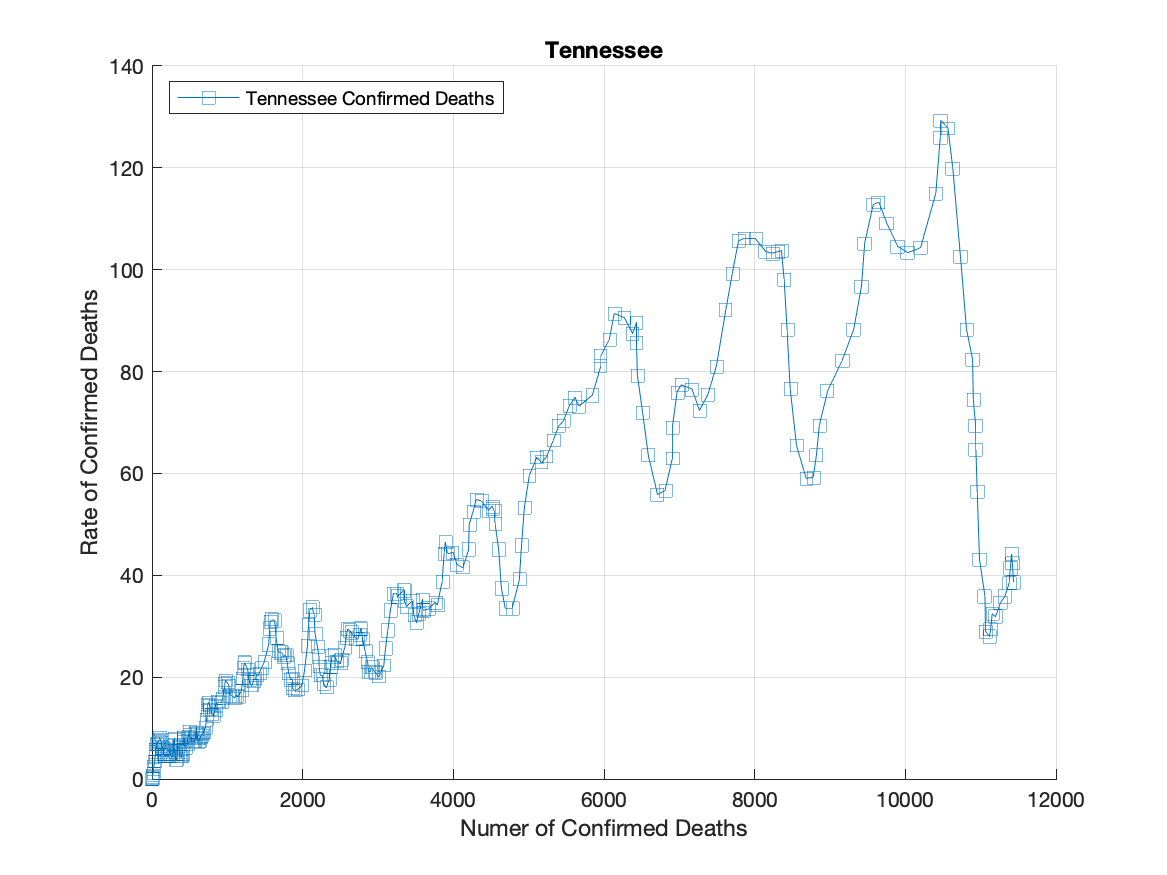 Tennessee
Tennessee Confirmed Deaths
140
120
100
80
60
40
20
0
Rate of Confirmed Deaths
0 2000 4000 6000 8000 10000 12000
Numer of Confirmed Deaths